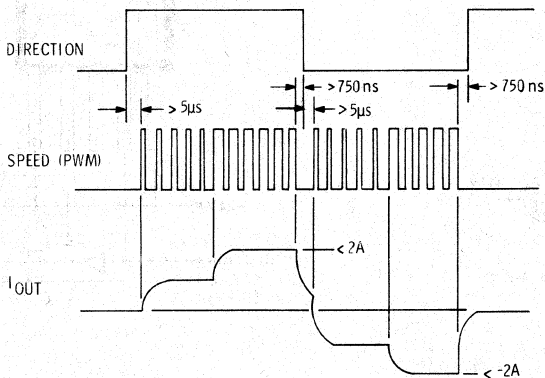 DIRECTION
>750 ns
>750 ns
> 5µs
>5µs
SPEED (PWM)
< 2A
IOUT
< -2A